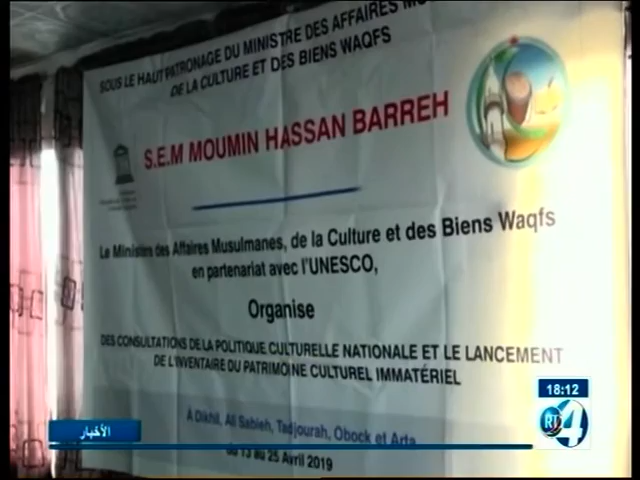 SOUS LE HAUT PATRONAGE DU MINISTRE DES AFFAIRES
DE LA CULTURE ET DES BIENS WAQFS
S.E.M MOUMIN HASSAN BARREH
Le Ministère des Affaires Musulmanes, de la Culture et des Biens Waqfs
en partenariat avec l'UNESCO,
Organise
DES CONSULTATIONS DE LA POLITIQUE CULTURELLE NATIONALE ET LE LANCEMENT
DE L'INVENTAIRE DU PATRIMOINE CULTUREL IMMATÉRIEL
À Dikhil, Ali Sabieh, Tadjourah, Obock et Arta
du 13 au 25 Avril 2019
الأخبار
18:12
RT 4